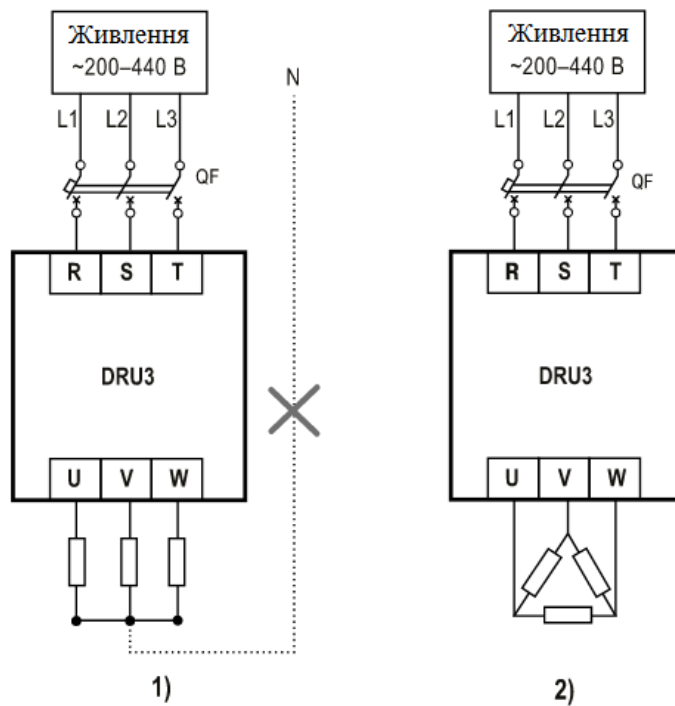 Живлення
~200–440 В
N
L1 L2 L3
QF
R S T
DRU3
U V W
1)
Живлення
~200–440 В
L1 L2 L3
QF
R S T
DRU3
U V W
2)